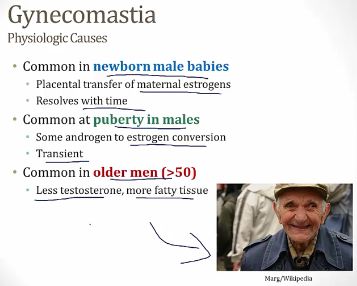 Gynecomastia
Physiologic Causes
• Common in newborn male babies
• Placental transfer of maternal estrogens
• Resolves with time
• Common at puberty in males
• Some androgen to estrogen conversion
• Transient
• Common in older men (>50)
• Less testosterone, more fatty tissue
Marg/Wikipedia